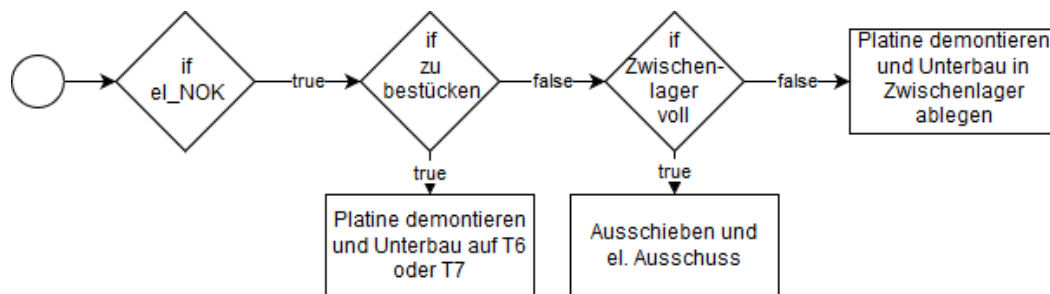 if
el_NOK
true
if
zu
bestücken
false
if
Zwischen-
lager
voll
false
Platine demontieren
und Unterbau in
Zwischenlager
ablegen
true
Platine demontieren
und Unterbau auf T6
oder T7
true
Ausschieben und
el. Ausschuss